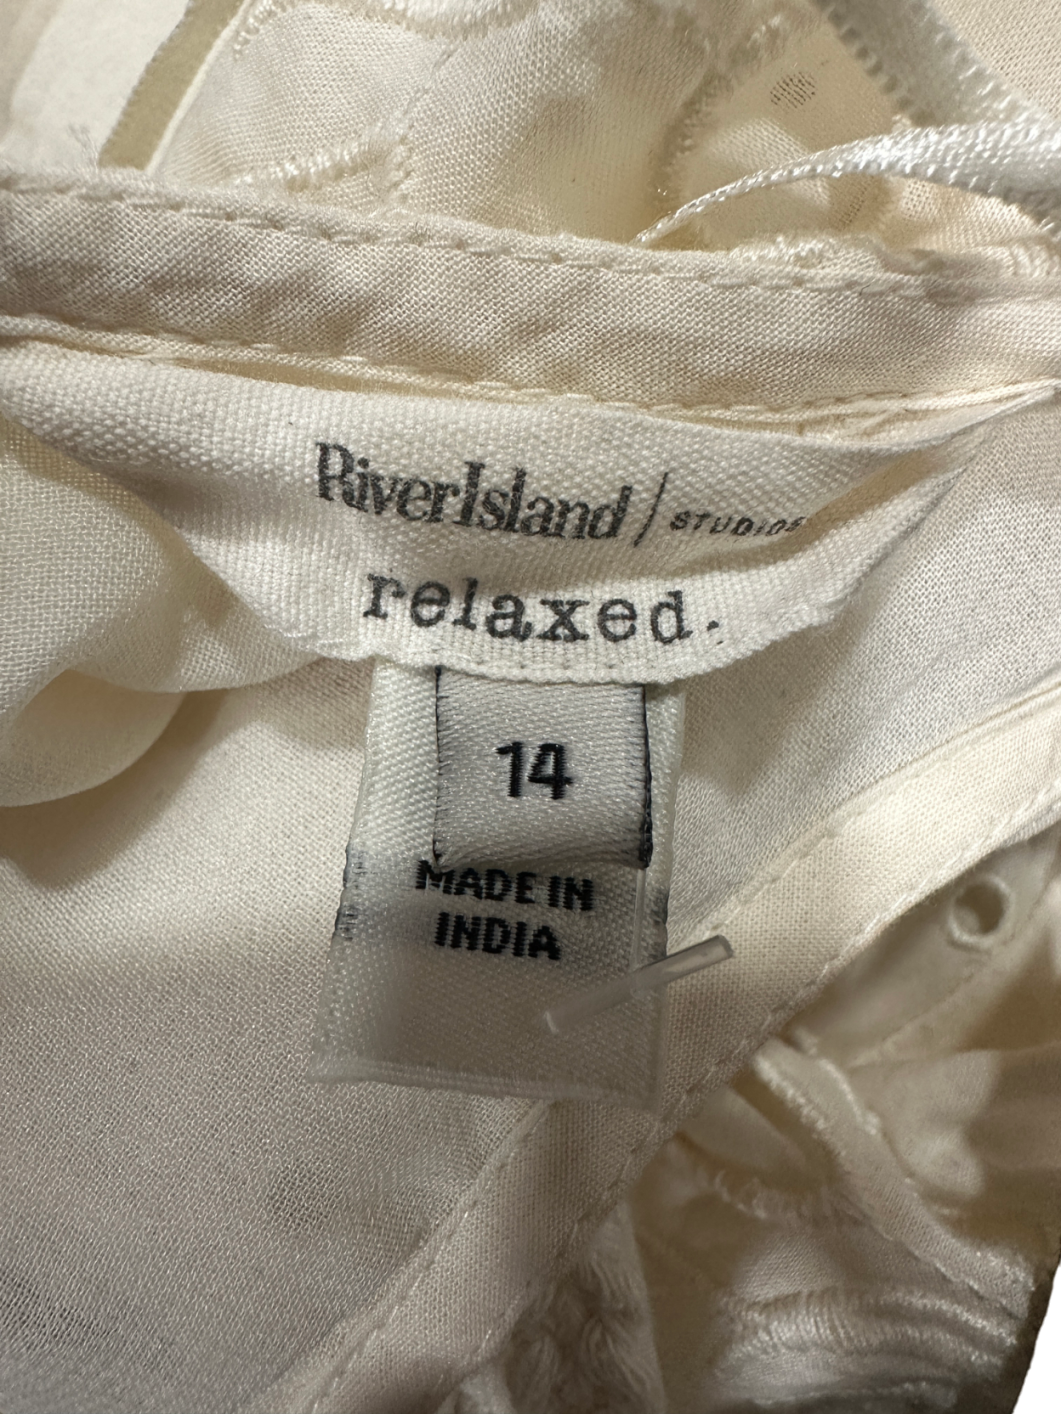 RiverIsland / STUDIOS
relaxed.
14
MADE IN
INDIA